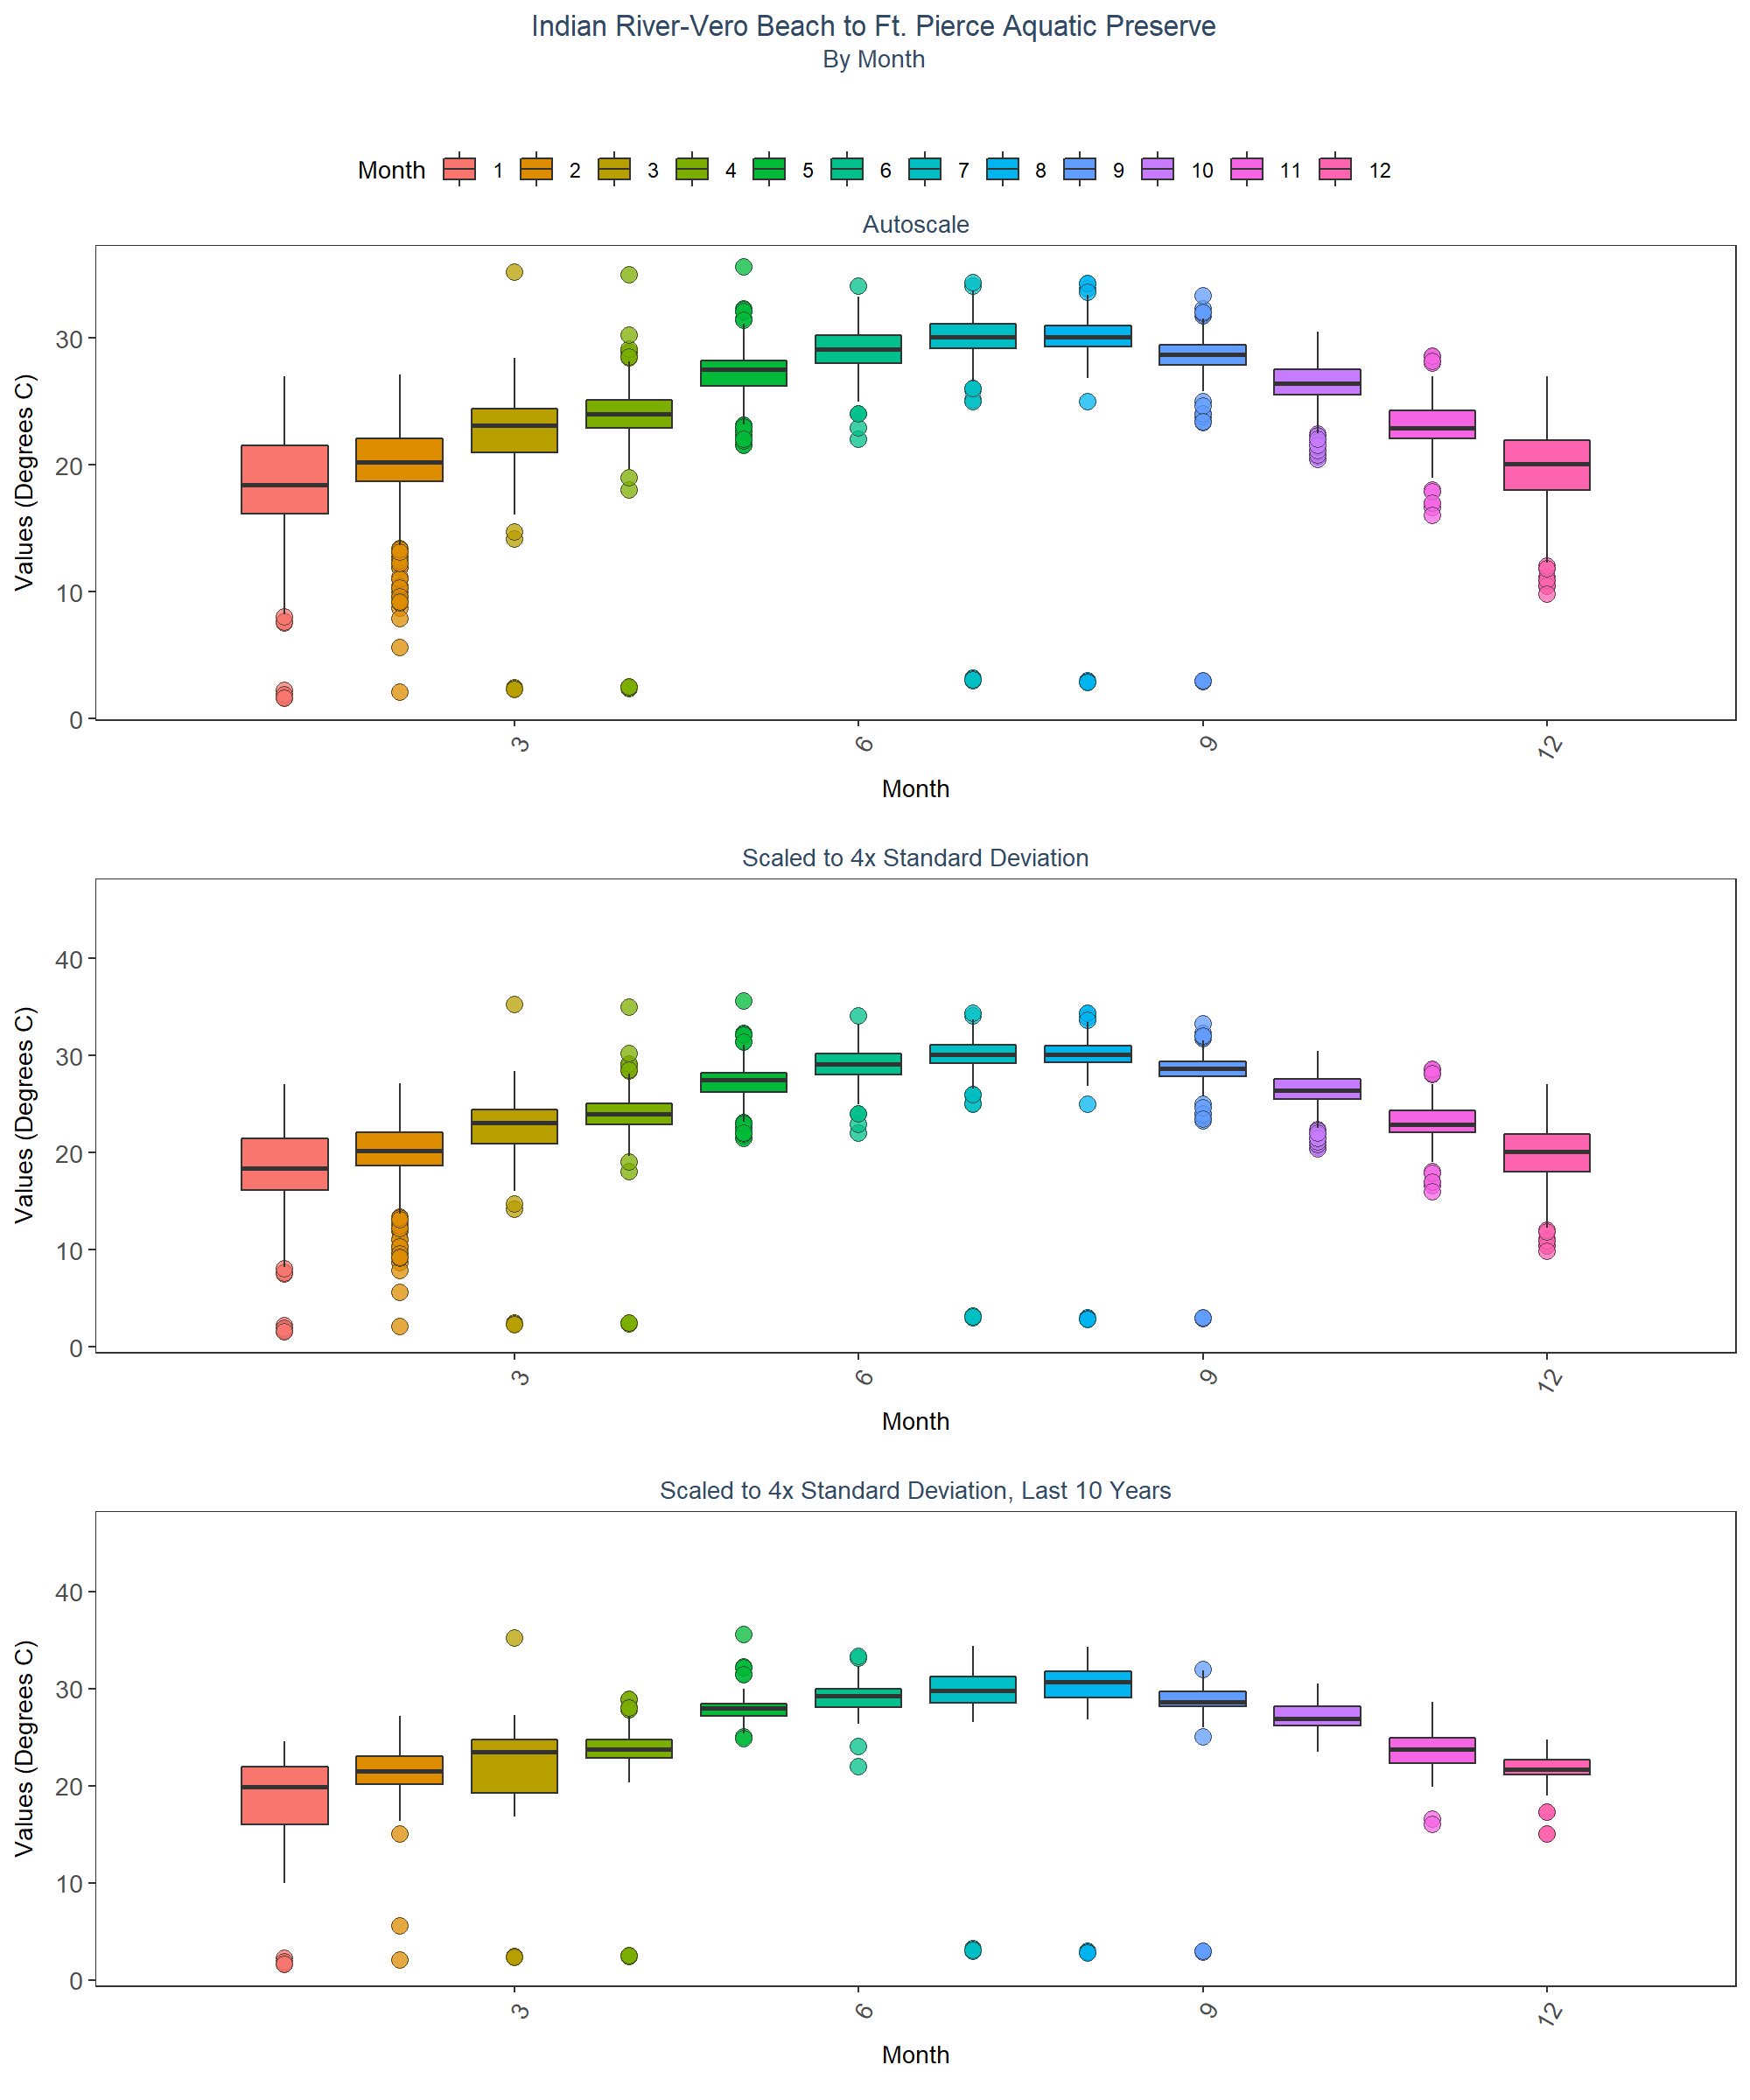 Indian River-Vero Beach to Ft. Pierce Aquatic Preserve
By Month
Month 1 2 3 4 5 6 7 8 9 10 11 12
Autoscale
Values (Degrees C)
30
20
10
0
3 6 9 12
Month
Scaled to 4x Standard Deviation
Values (Degrees C)
40
30
20
10
0
3 6 9 12
Month
Scaled to 4x Standard Deviation, Last 10 Years
Values (Degrees C)
40
30
20
10
0
3 6 9 12
Month